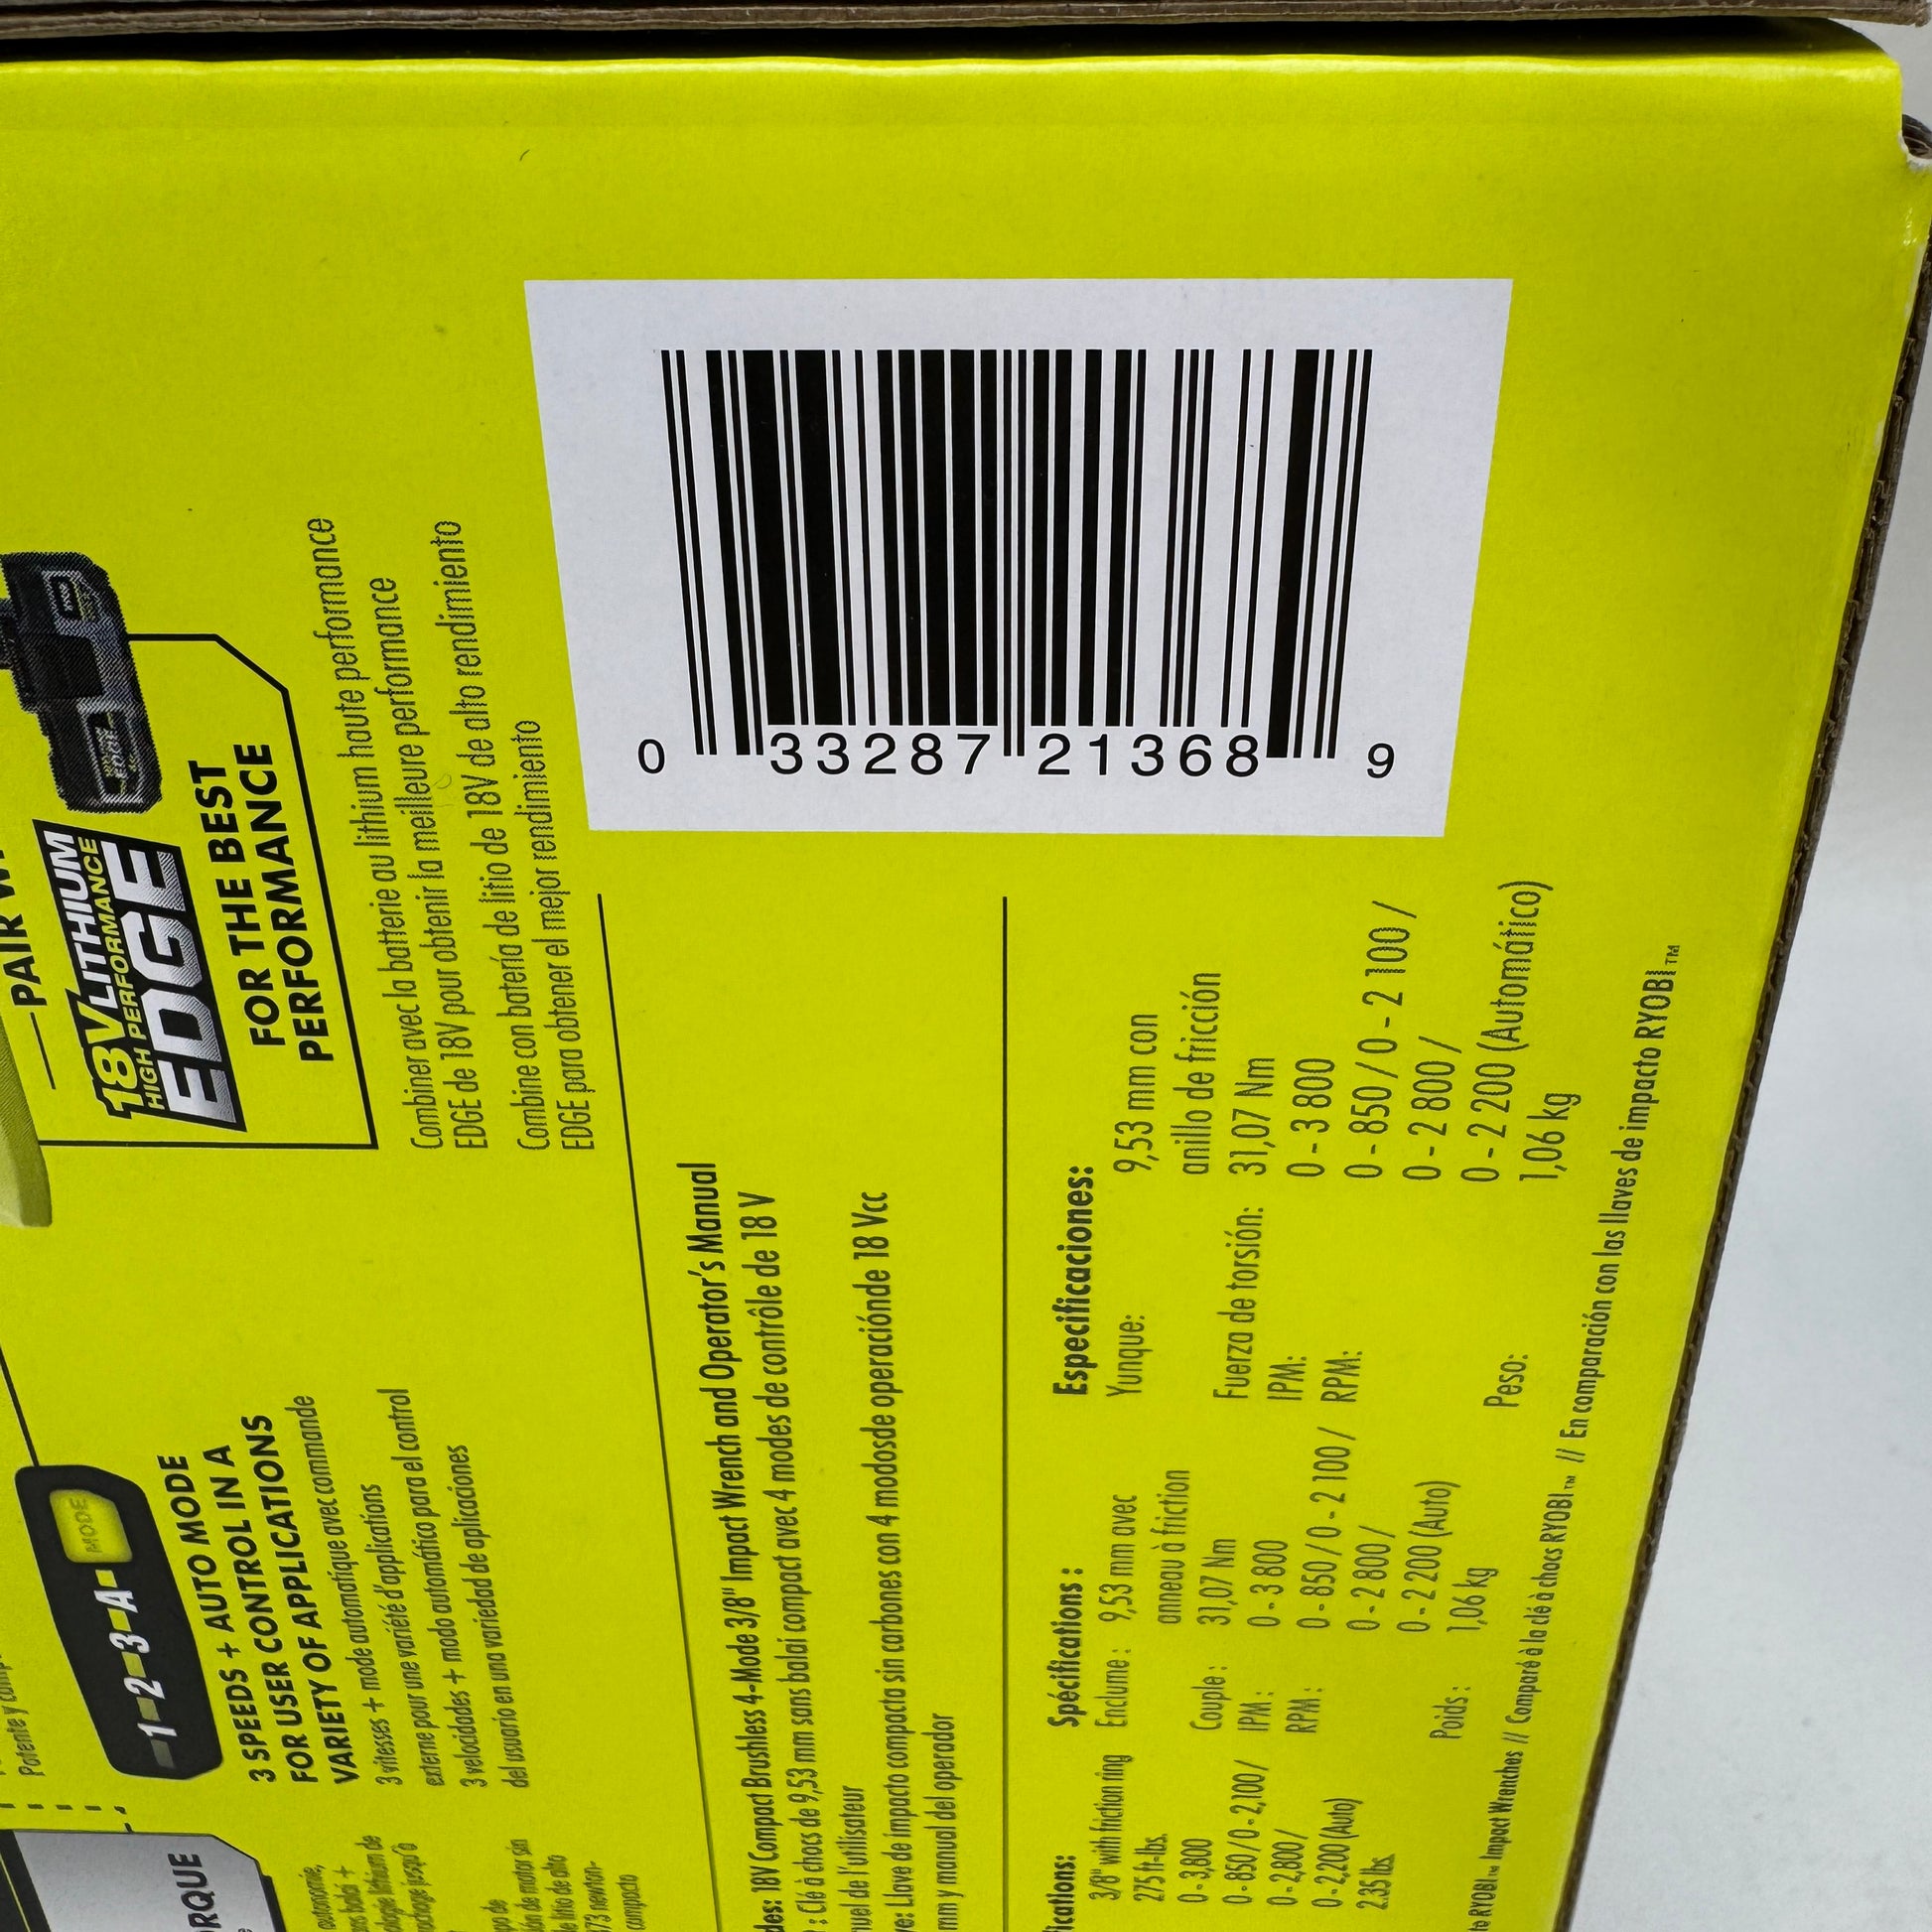 0 33287 21368 9
PAIR
18V LITHIUM
HIGH PERFORMANCE
EDGE
FOR THE BEST
PERFORMANCE
Combiner avec la batterie au lithium haute performance
EDGE de 18V pour obtenir la meilleure performance
Combine con batería de litio de 18V de alto rendimiento
EDGE para obtener el mejor rendimiento
1-2-3-A
MODE
3 SPEEDS + AUTO MODE
SPEED CONTROL IN A
FOR USER CONTROL IN A
VARIETY OF APPLICATIONS
3 vitesses + mode automatique avec commande
externe pour une variété d'applications
3 velocidades + modo automático para el control
del usuario en una variedad de aplicaciones
18V Compact Brushless 4-Mode 3/8" Impact Wrench and Operator's Manual
: Clé à chocs de 9,53 mm sans balai compact avec 4 modes de contrôle de 18 V
de l'utilisateur
Llave de impacto compacta sin carbones con 4 modosde operaciónde 18 Vcc
mm y manual del operador
3/8" with friction ring
275 ft-lbs.
0 - 3,800
0 - 850 / 0 - 2,100 /
0 - 2,800 /
0 - 2,200 (Auto)
2.35 lbs.
Spécifications :
Enclume : 9,53 mm avec
anneau à friction
Couple : 31,07 Nm
IPM : 0 - 3 800
RPM : 0 - 850 / 0 - 2 100 /
0 - 2 800 /
0 - 2 200 (Auto)
Poids : 1,06 kg
Especificaciones:
Yunque: 9,53 mm con
anillo de fricción
Fuerza de torsión: 31,07 Nm
IPM: 0 - 3 800
RPM: 0 - 850 / 0 - 2 100 /
0 - 2 800 /
0 - 2 200 (Automático)
Peso: 1,06 kg
to RYOBI™ Impact Wrenches // Comparé à la clé à chocs RYOBI™ // En comparación con las llaves de impacto RYOBI™